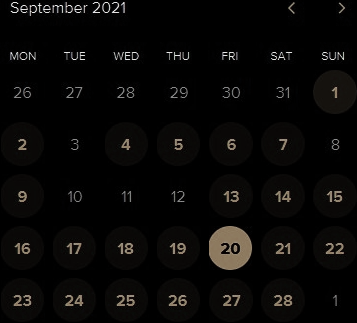 September 2021
MON TUE WED THU FRI SAT SUN
26 27 28 29 30 31 1
2 3 4 5 6 7 8
9 10 11 12 13 14 15
16 17 18 19 20 21 22
23 24 25 26 27 28 1